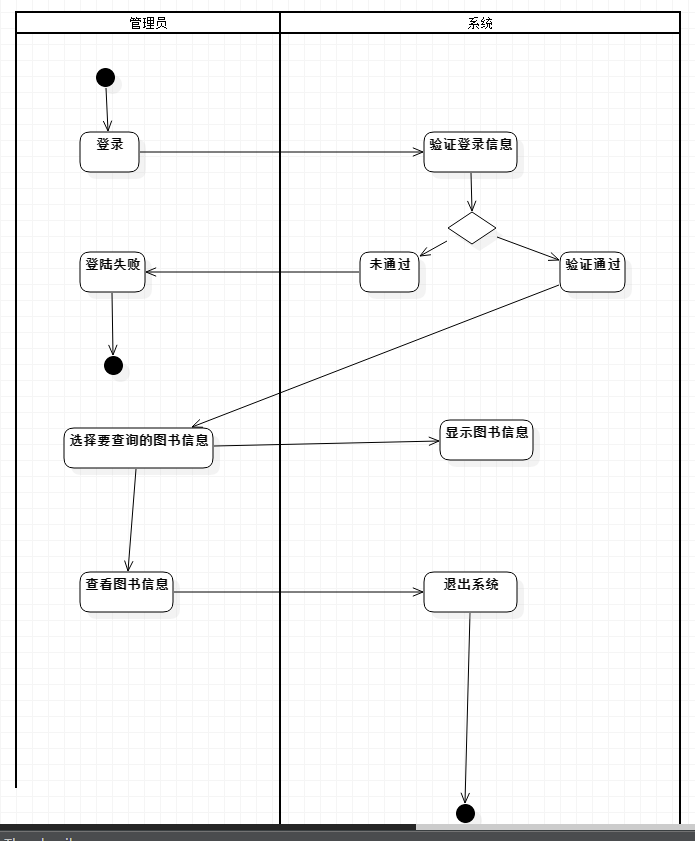 管理员
系统
登录
验证登录信息
登陆失败
未通过
验证通过
选择要查询的图书信息
显示图书信息
查看图书信息
退出系统